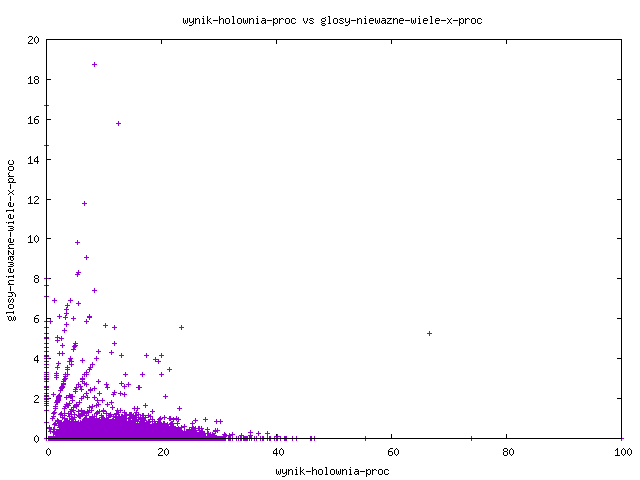 wynik-holownia-proc vs glosy-niewazne-wiele-x-proc
20
18
16
14
12
10
8
6
4
2
0
glosy-niewazne-wiele-x-proc
0 20 40 60 80 100
wynik-hołownia-proc